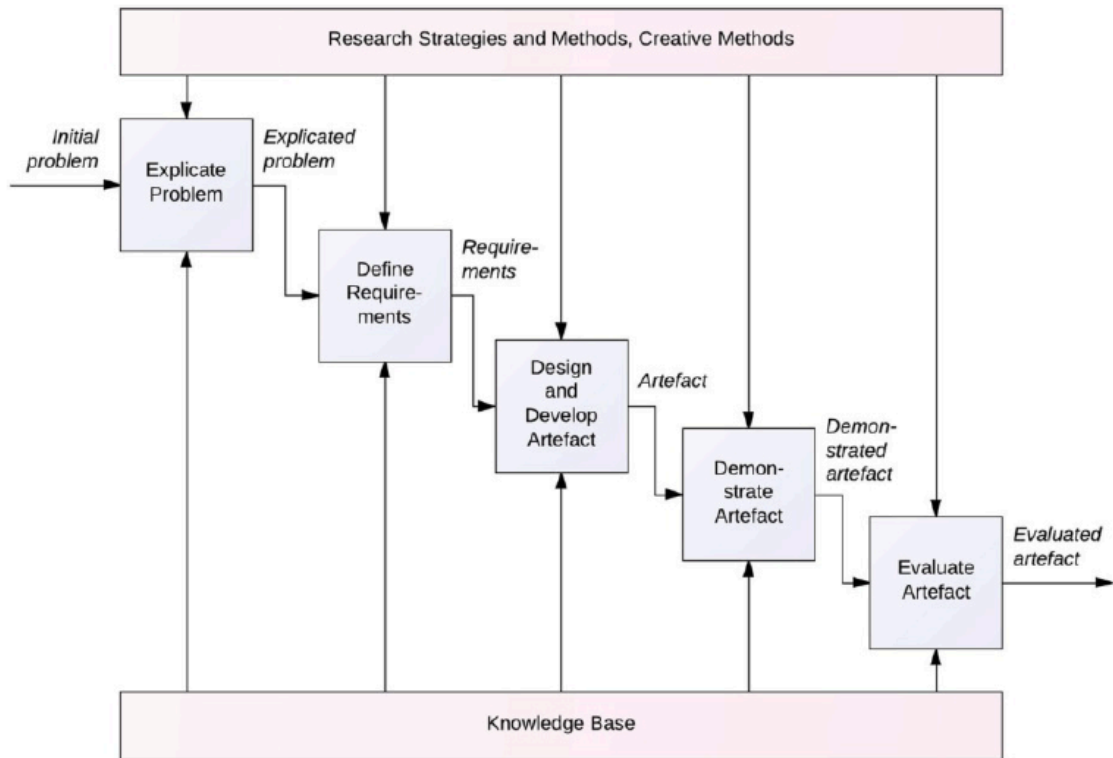 Research Strategies and Methods, Creative Methods
Initial
problem
Explicate
Problem
Explicated
problem
Define
Require-
ments
Require-
ments
Design
and
Develop
Artefact
Artefact
Demon-
strate
Artefact
Demon-
strated
artefact
Evaluate
Artefact
Evaluated
artefact
Knowledge Base